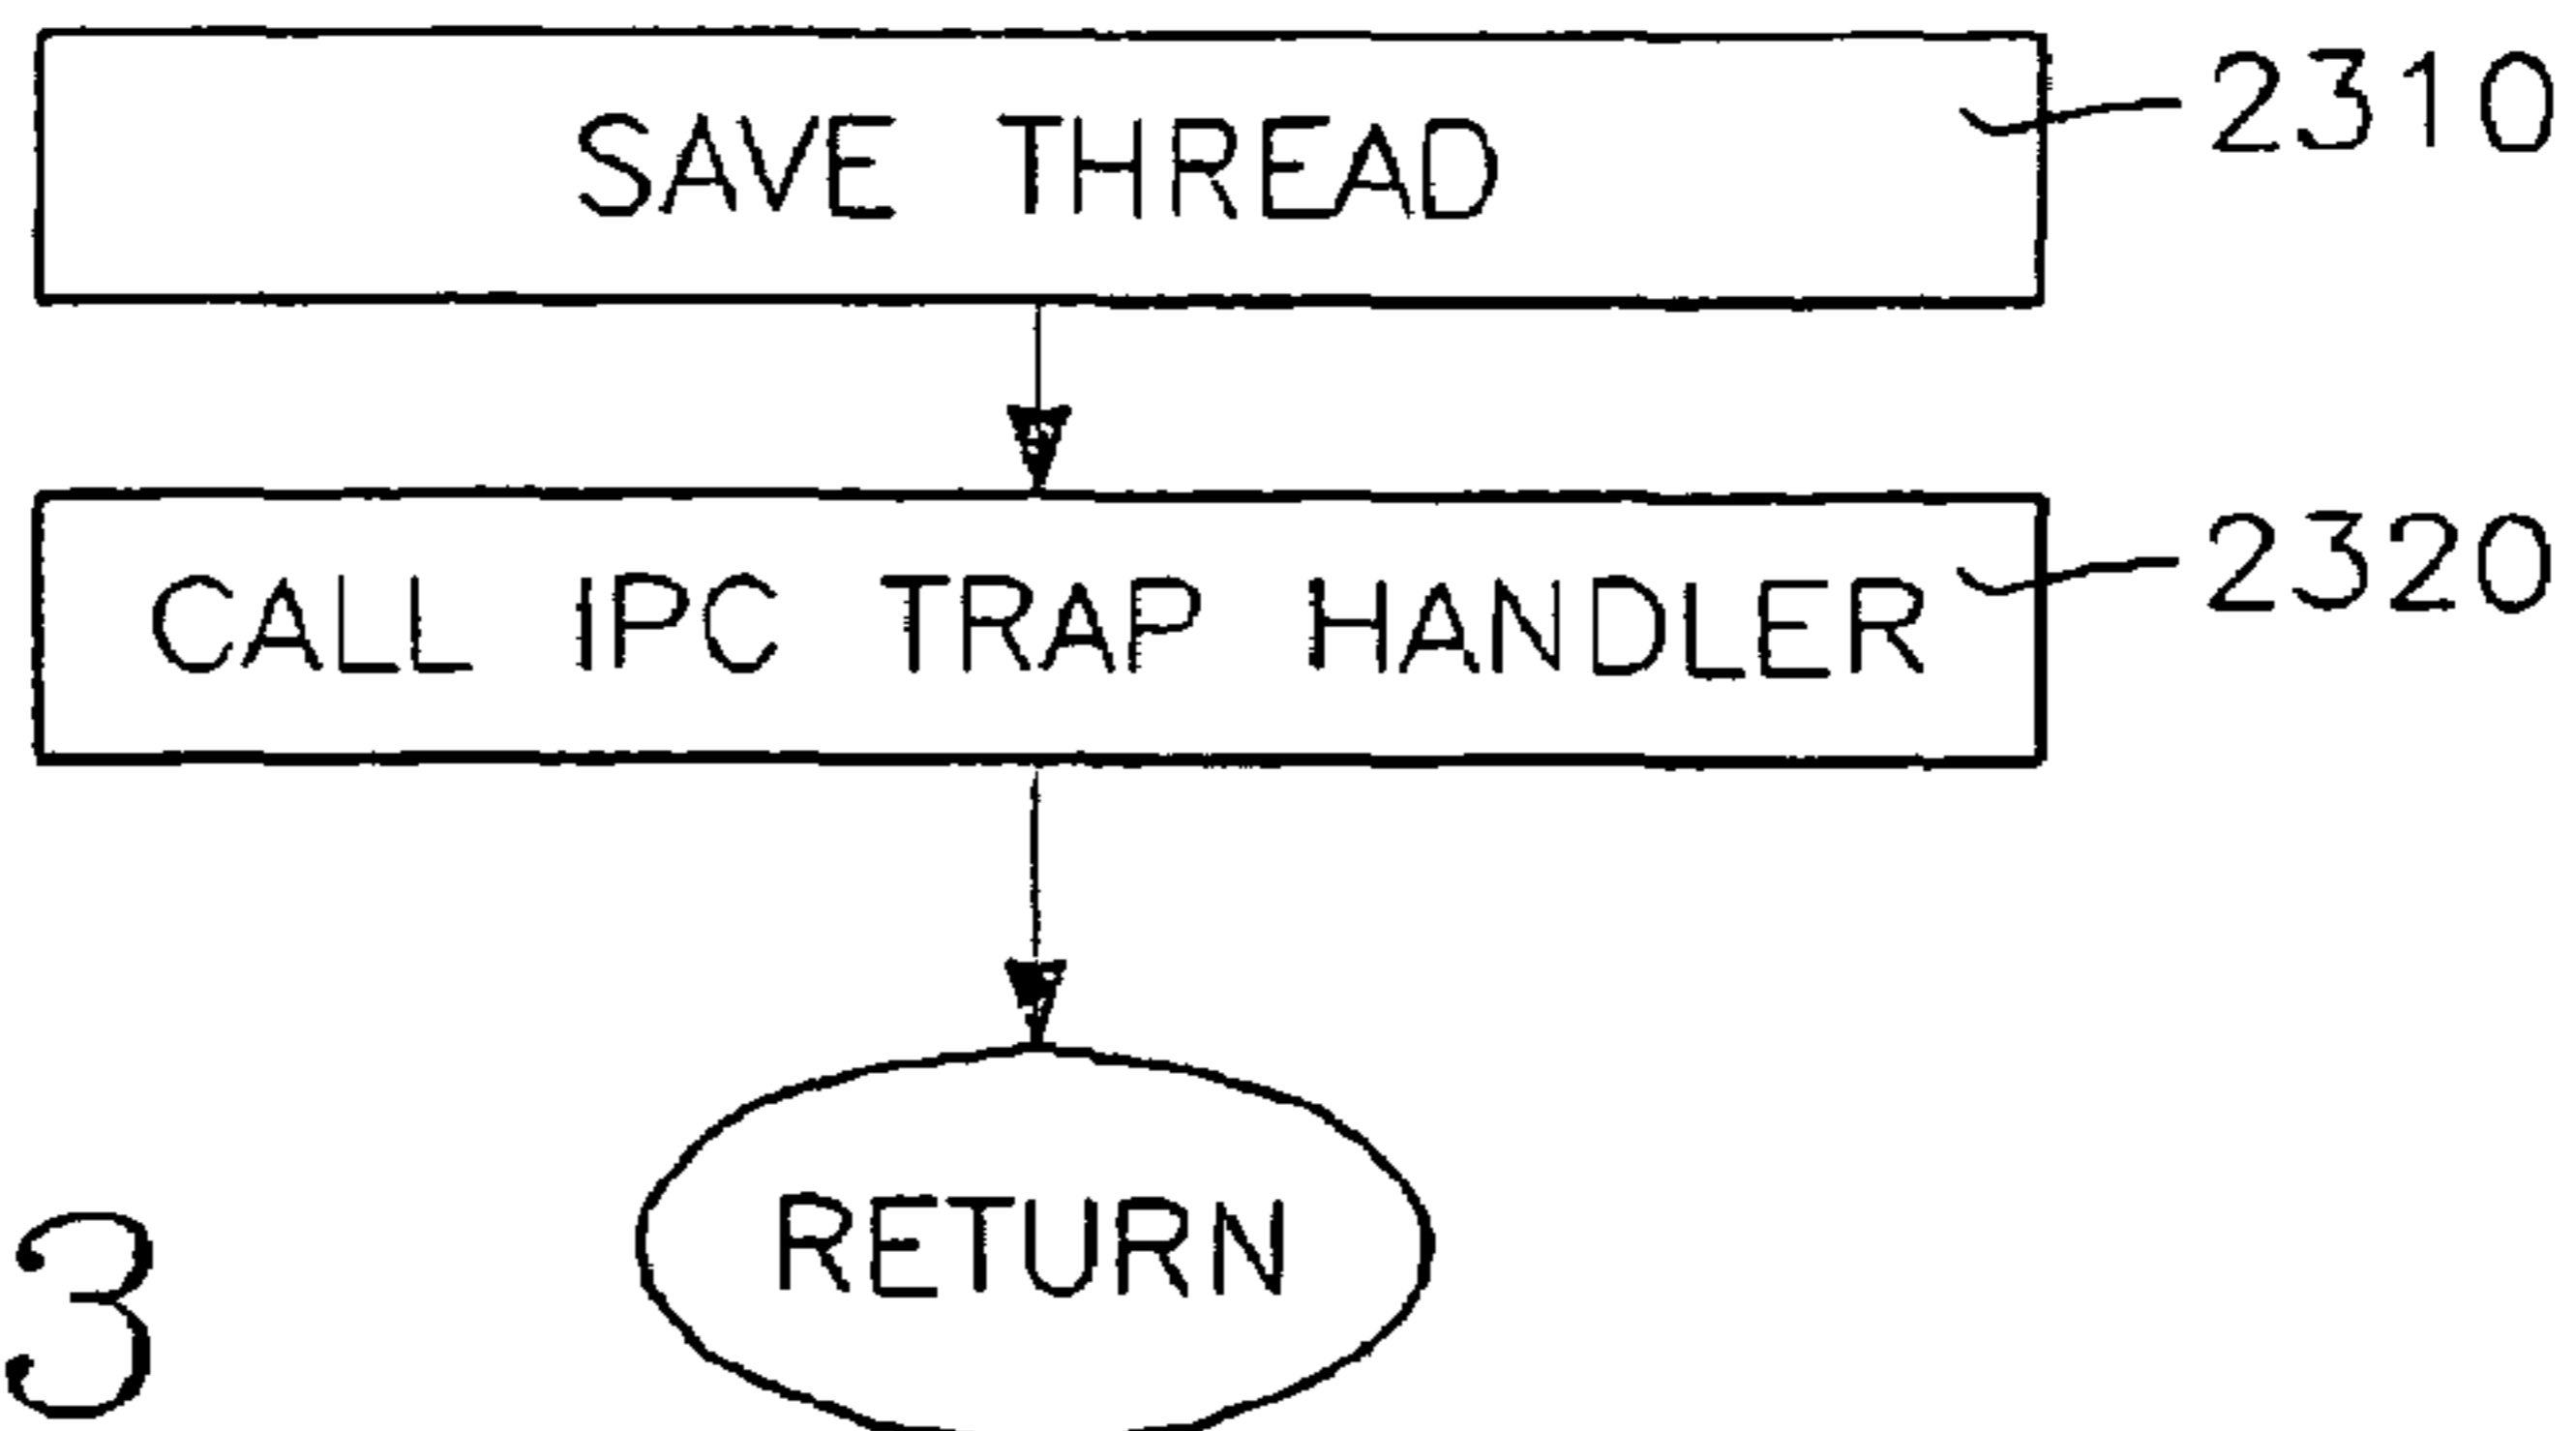 SAVE THREAD
2310
CALL IPC TRAP HANDLER
2320
RETURN
3